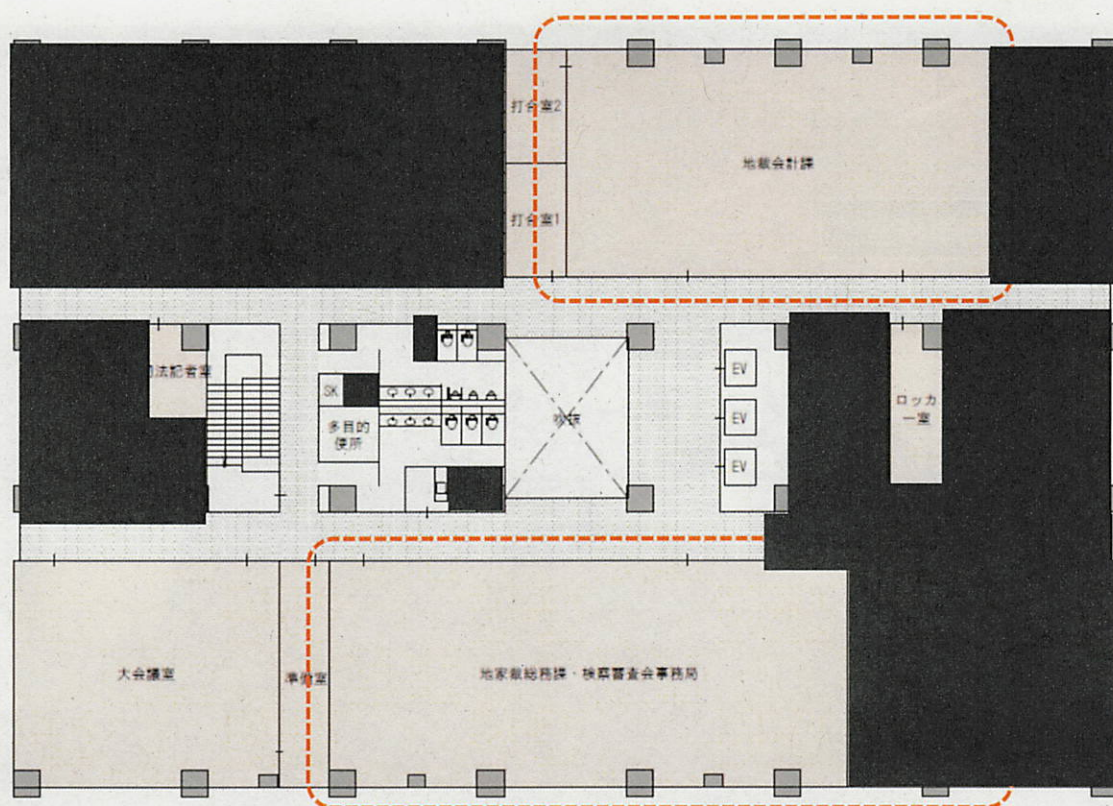 打合室2
地裁会計課
打合室1
司法記者室
EV
SK
吹抜
ロッカ
ー室
多目的
便所
EV
EV
大会議室
準備室
地家裁総務課・検察審査会事務局